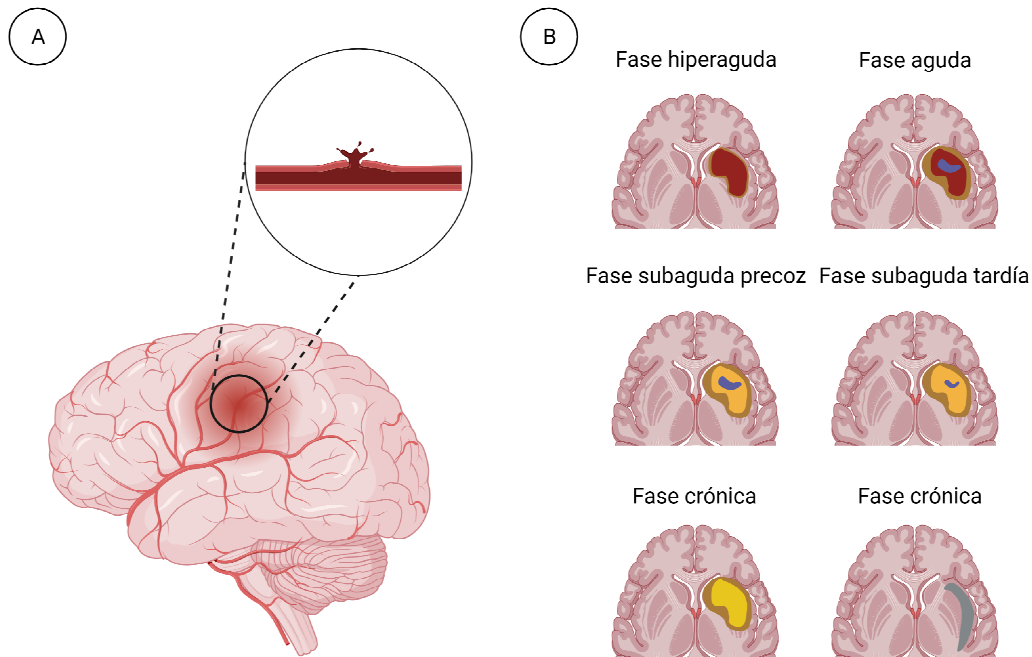 A
B
Fase hiperaguda
Fase aguda
Fase subaguda precoz
Fase subaguda tardía
Fase crónica
Fase crónica